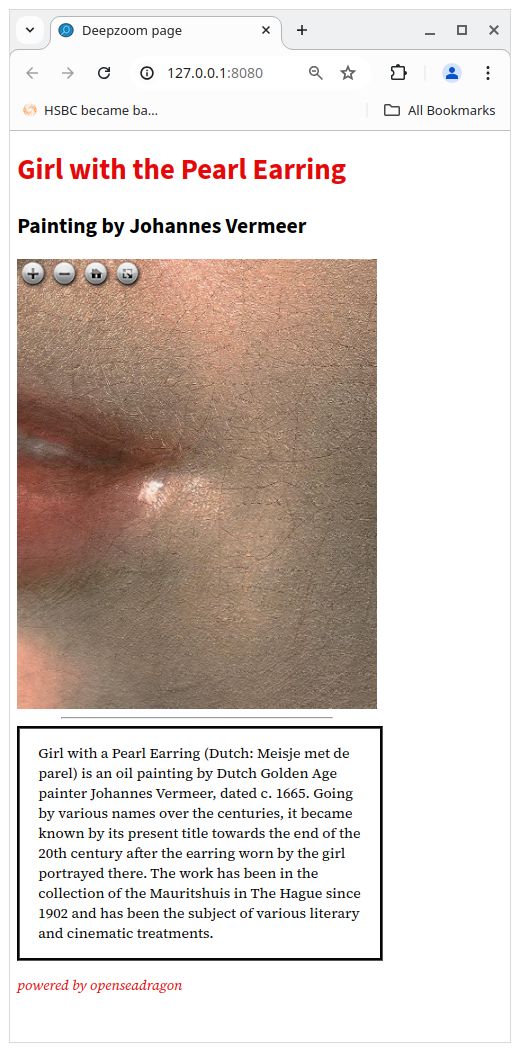 Deepzoom page
127.0.0.1:8080
HSBC became ba...
All Bookmarks
Girl with the Pearl Earring
Painting by Johannes Vermeer
Girl with a Pearl Earring (Dutch: Meisje met de
parel) is an oil painting by Dutch Golden Age
painter Johannes Vermeer, dated c. 1665. Going
by various names over the centuries, it became
known by its present title towards the end of the
20th century after the earring worn by the girl
portrayed there. The work has been in the
collection of the Mauritshuis in The Hague since
1902 and has been the subject of various literary
and cinematic treatments.
powered by openseadragon